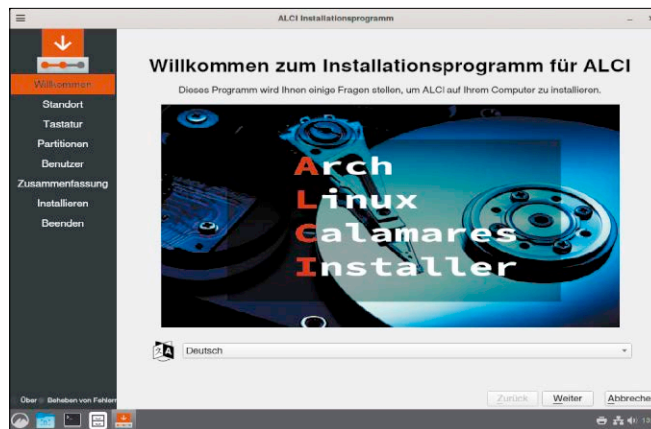 ALCI Installationsprogramm
Willkommen
Standort
Tastatur
Partitionen
Benutzer
Zusammenfassung
Installieren
Beenden
Über
Beheben von Fehlern
Willkommen zum Installationsprogramm für ALCI
Dieses Programm wird Ihnen einige Fragen stellen, um ALCI auf Ihrem Computer zu installieren.
Arch
Linux
Calamares
Installer
Deutsch
Zurück
Weiter
Abbreche